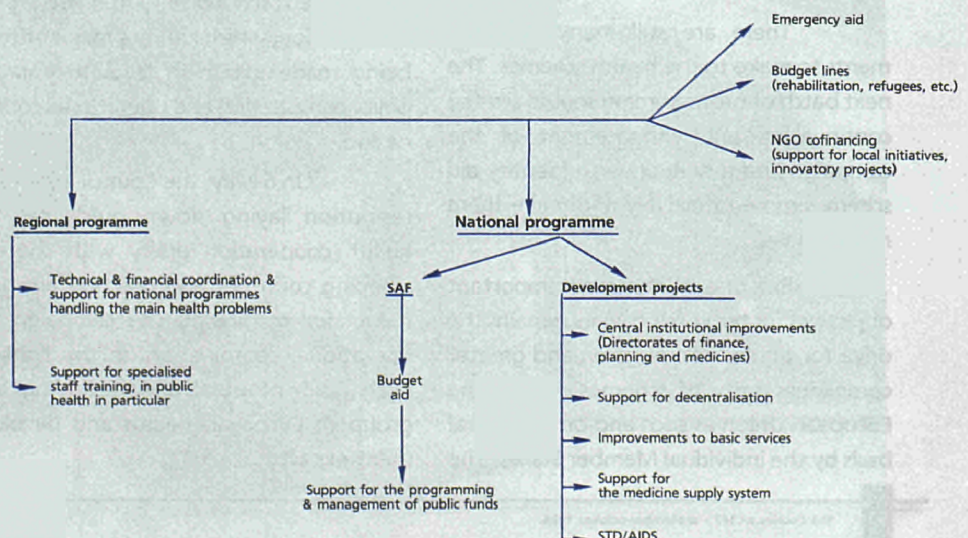 Emergency aid
Budget lines
(rehabilitation, refugees, etc.)
NGO cofinancing
(support for local initiatives,
innovatory projects)
Regional programme
Technical & financial coordination &
support for national programmes
handling the main health problems
Support for specialised
staff training, in public
health in particular
National programme
SAF
Budget
aid
Support for the programming
& management of public funds
Development projects
Central institutional improvements
(Directorates of finance,
planning and medicines)
Support for decentralisation
Improvements to basic services
Support for
the medicine supply system
STD/AIDS